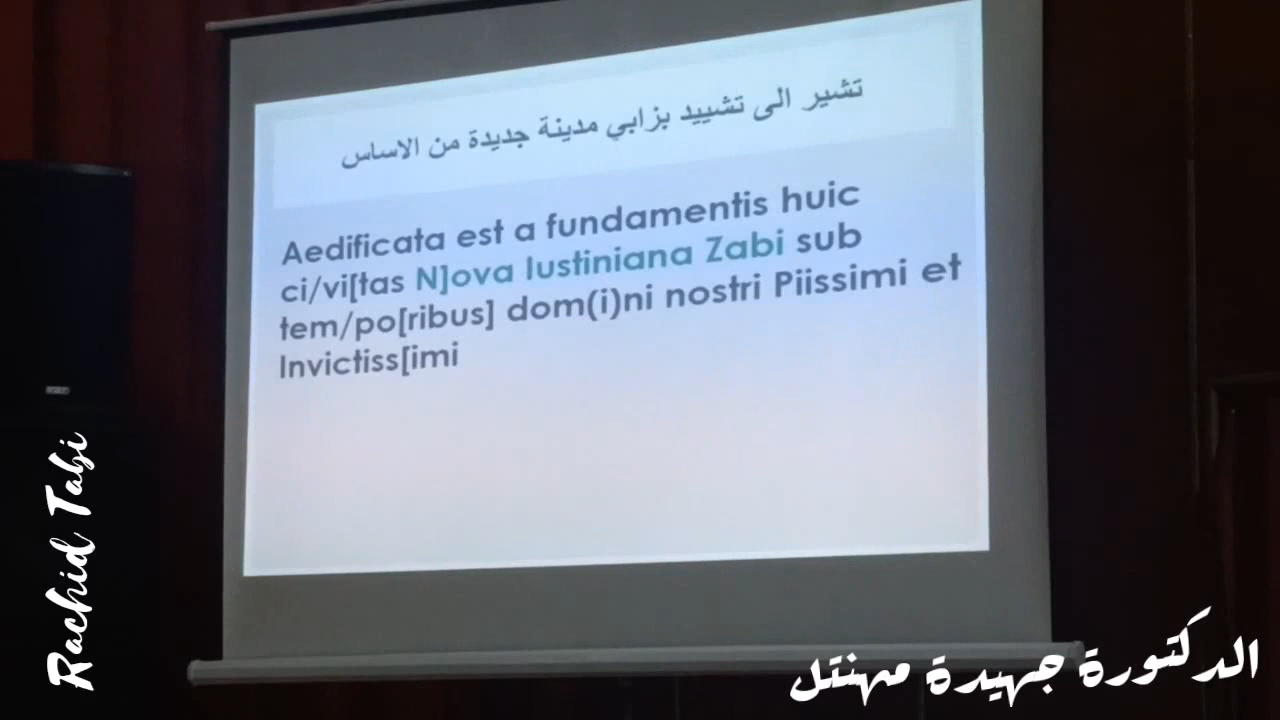 تشير الى تشييد بزابي مدينة جديدة من الاساس
Aedificata est a fundamentis huic
ci/vi[tas N]ova Iustiniana Zabi sub
tem/po[ribus] dom(i)ni nostri Piissimi et
Invictiss[imi
Rachid Tabi
الدكتورة جهيدة مهنتل